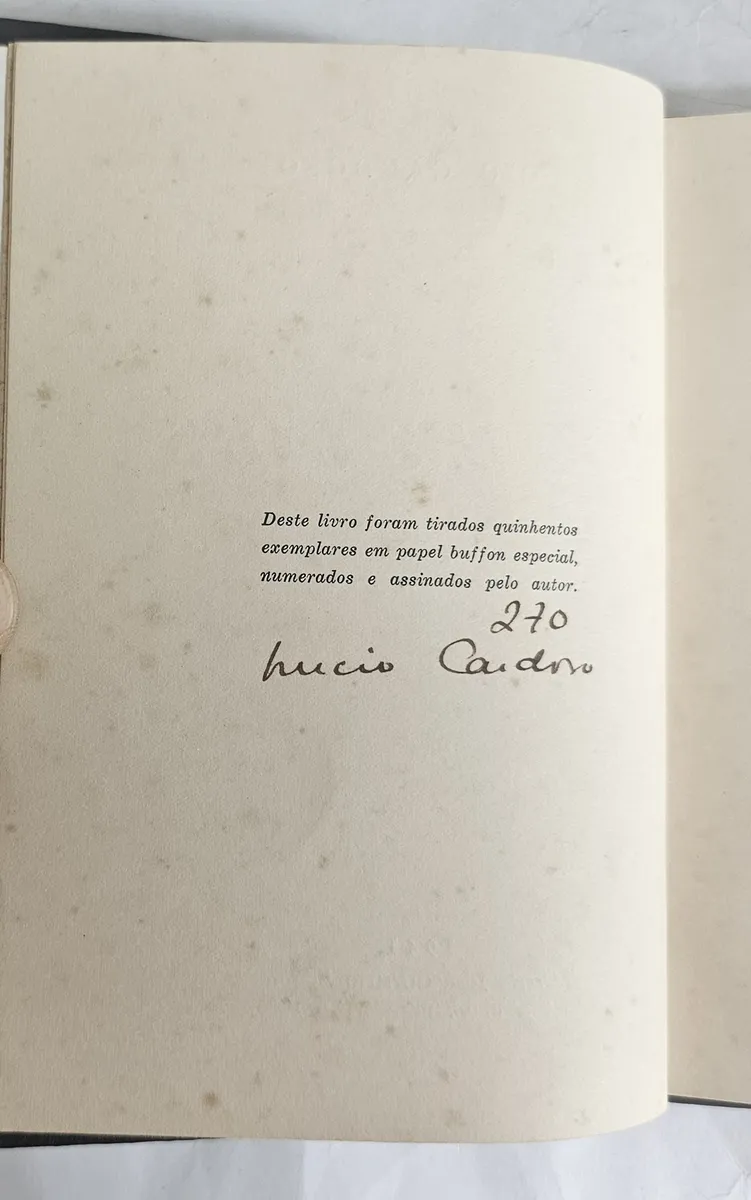 Deste livro foram tirados quinhentos
exemplares em papel buffon especial,
numerados e assinados pelo autor.
270
Lucio Cardoso